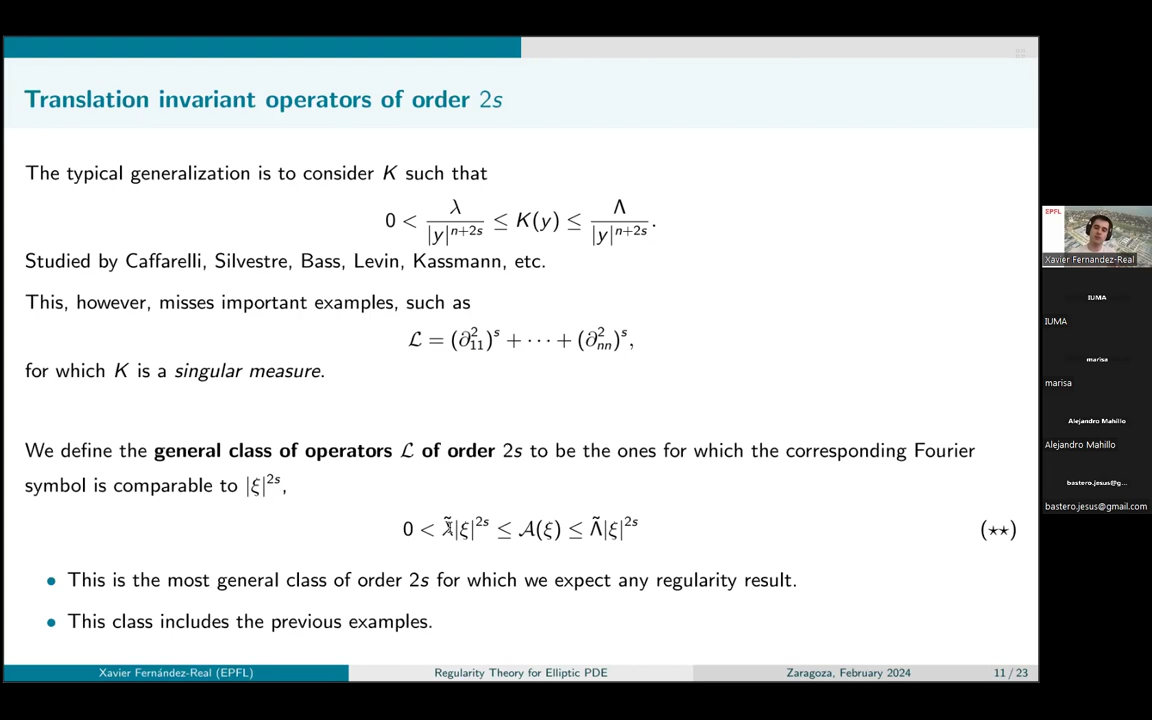 Translation invariant operators of order 2s
The typical generalization is to consider K such that
0 < λ/|y|^{n+2s} ≤ K(y) ≤ Λ/|y|^{n+2s}.
Studied by Caffarelli, Silvestre, Bass, Levin, Kassmann, etc.
This, however, misses important examples, such as
ℒ = (∂²₁₁)^s + ⋯ + (∂²ₙₙ)^s,
for which K is a singular measure.
We define the general class of operators ℒ of order 2s to be the ones for which the corresponding Fourier
symbol is comparable to |ξ|^{2s},
0 < λ̃|ξ|^{2s} ≤ 𝒜(ξ) ≤ Λ̃|ξ|^{2s} (⋆⋆)
• This is the most general class of order 2s for which we expect any regularity result.
• This class includes the previous examples.
Xavier Fernández-Real (EPFL) Regularity Theory for Elliptic PDE Zaragoza, February 2024 11 / 23
EPFL
Xavier Fernandez-Real
IUMA
IUMA
marisa
marisa
Alejandro Mahillo
Alejandro Mahillo
bastero.jesus@g...
bastero.jesus@gmail.com